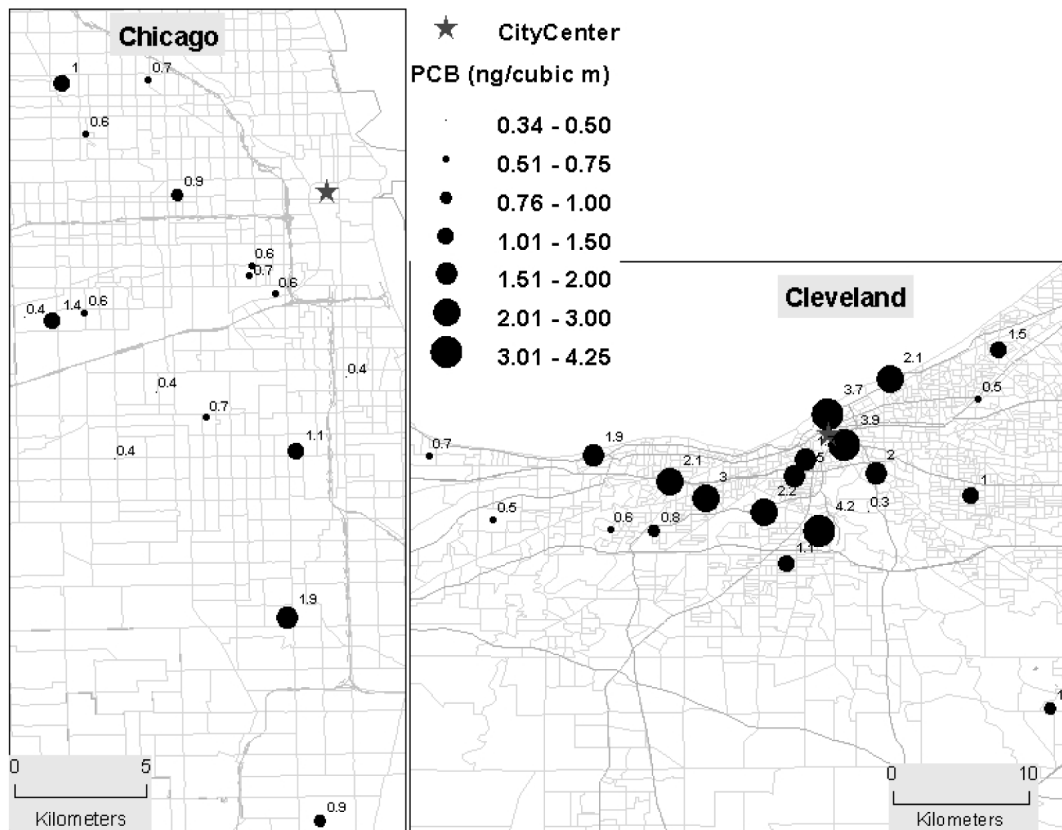 Chicago
1
0.7
0.6
0.9
0.6
0.7
0.6
0.4
1.4
0.6
0.4
0.4
0.7
0.4
1.1
1.9
0.9
0 5
Kilometers
CityCenter
PCB (ng/cubic m)
0.34 - 0.50
0.51 - 0.75
0.76 - 1.00
1.01 - 1.50
1.51 - 2.00
2.01 - 3.00
3.01 - 4.25
Cleveland
1.5
2.1
0.5
3.7
3.9
0.7
1.9
2.1
3
2
1
2.2
0.5
0.6
0.8
4.2
0.3
1.1
0 10
Kilometers